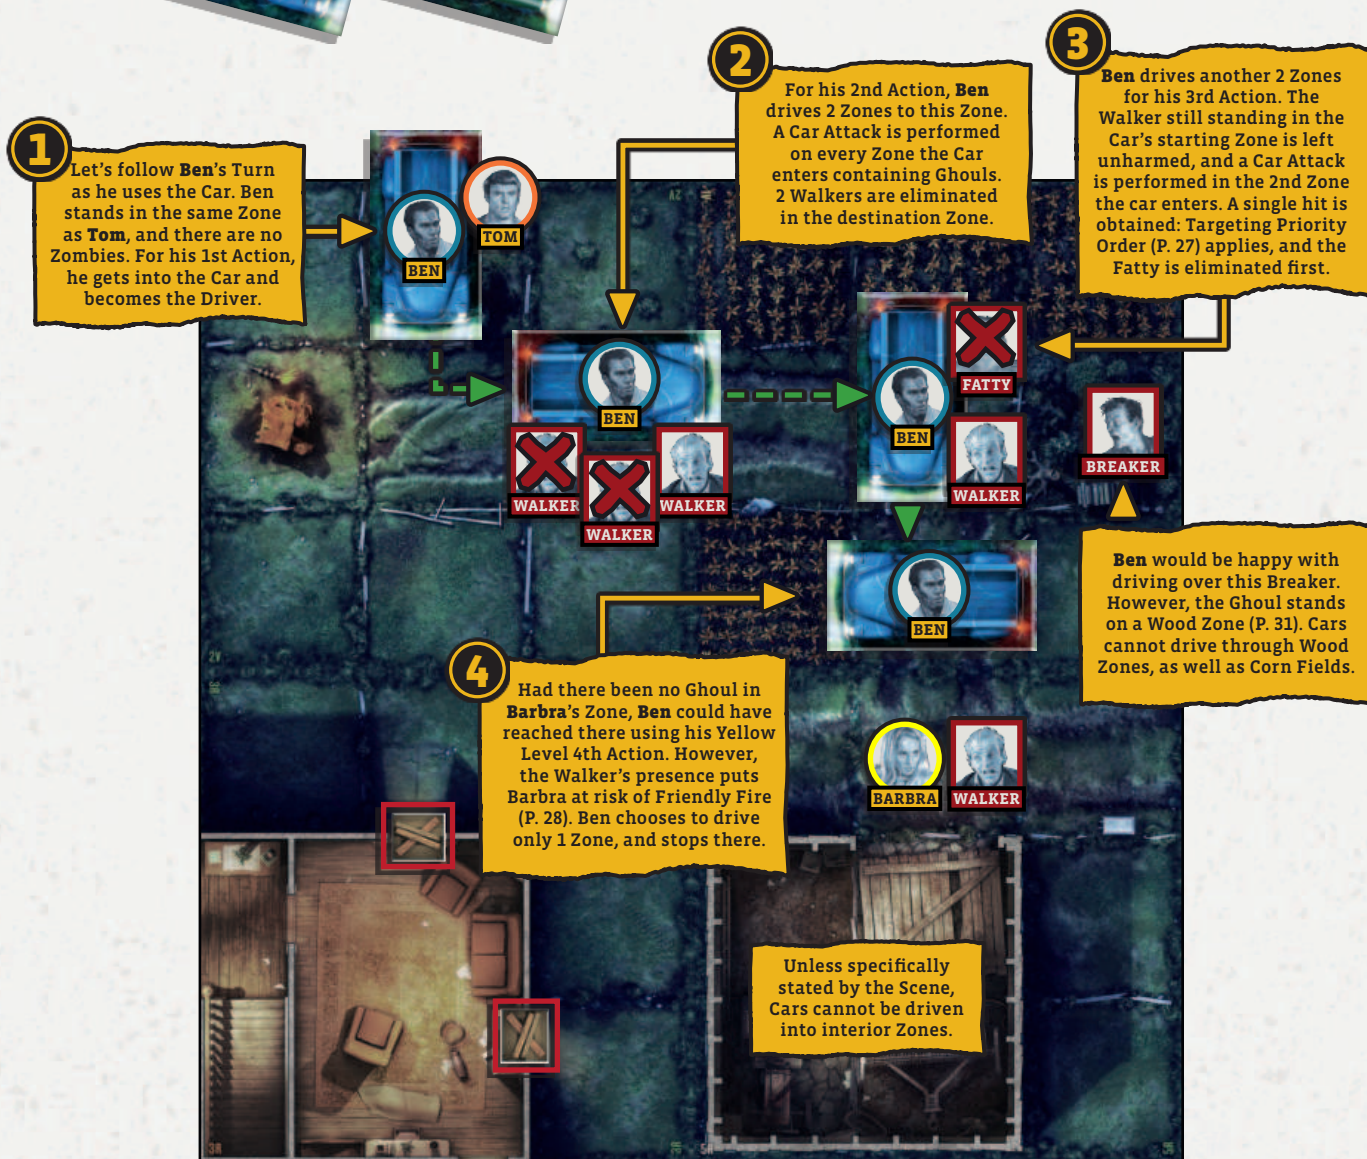 1
Let's follow Ben's Turn
as he uses the Car. Ben
stands in the same Zone
as Tom, and there are no
Zombies. For his 1st Action,
he gets into the Car and
becomes the Driver.
BEN
TOM
2
For his 2nd Action, Ben
drives 2 Zones to this Zone.
A Car Attack is performed
on every Zone the Car
enters containing Ghouls.
2 Walkers are eliminated
in the destination Zone.
3
Ben drives another 2 Zones
for his 3rd Action. The
Walker still standing in the
Car's starting Zone is left
unharmed, and a Car Attack
is performed in the 2nd Zone
the car enters. A single hit is
obtained: Targeting Priority
Order (P. 27) applies, and the
Fatty is eliminated first.
BEN
WALKER
WALKER
WALKER
BEN
FATTY
WALKER
BREAKER
Ben would be happy with
driving over this Breaker.
However, the Ghoul stands
on a Wood Zone (P. 31). Cars
cannot drive through Wood
Zones, as well as Corn Fields.
BEN
4
Had there been no Ghoul in
Barbra's Zone, Ben could have
reached there using his Yellow
Level 4th Action. However,
the Walker's presence puts
Barbra at risk of Friendly Fire
(P. 28). Ben chooses to drive
only 1 Zone, and stops there.
BARBRA
WALKER
Unless specifically
stated by the Scene,
Cars cannot be driven
into interior Zones.